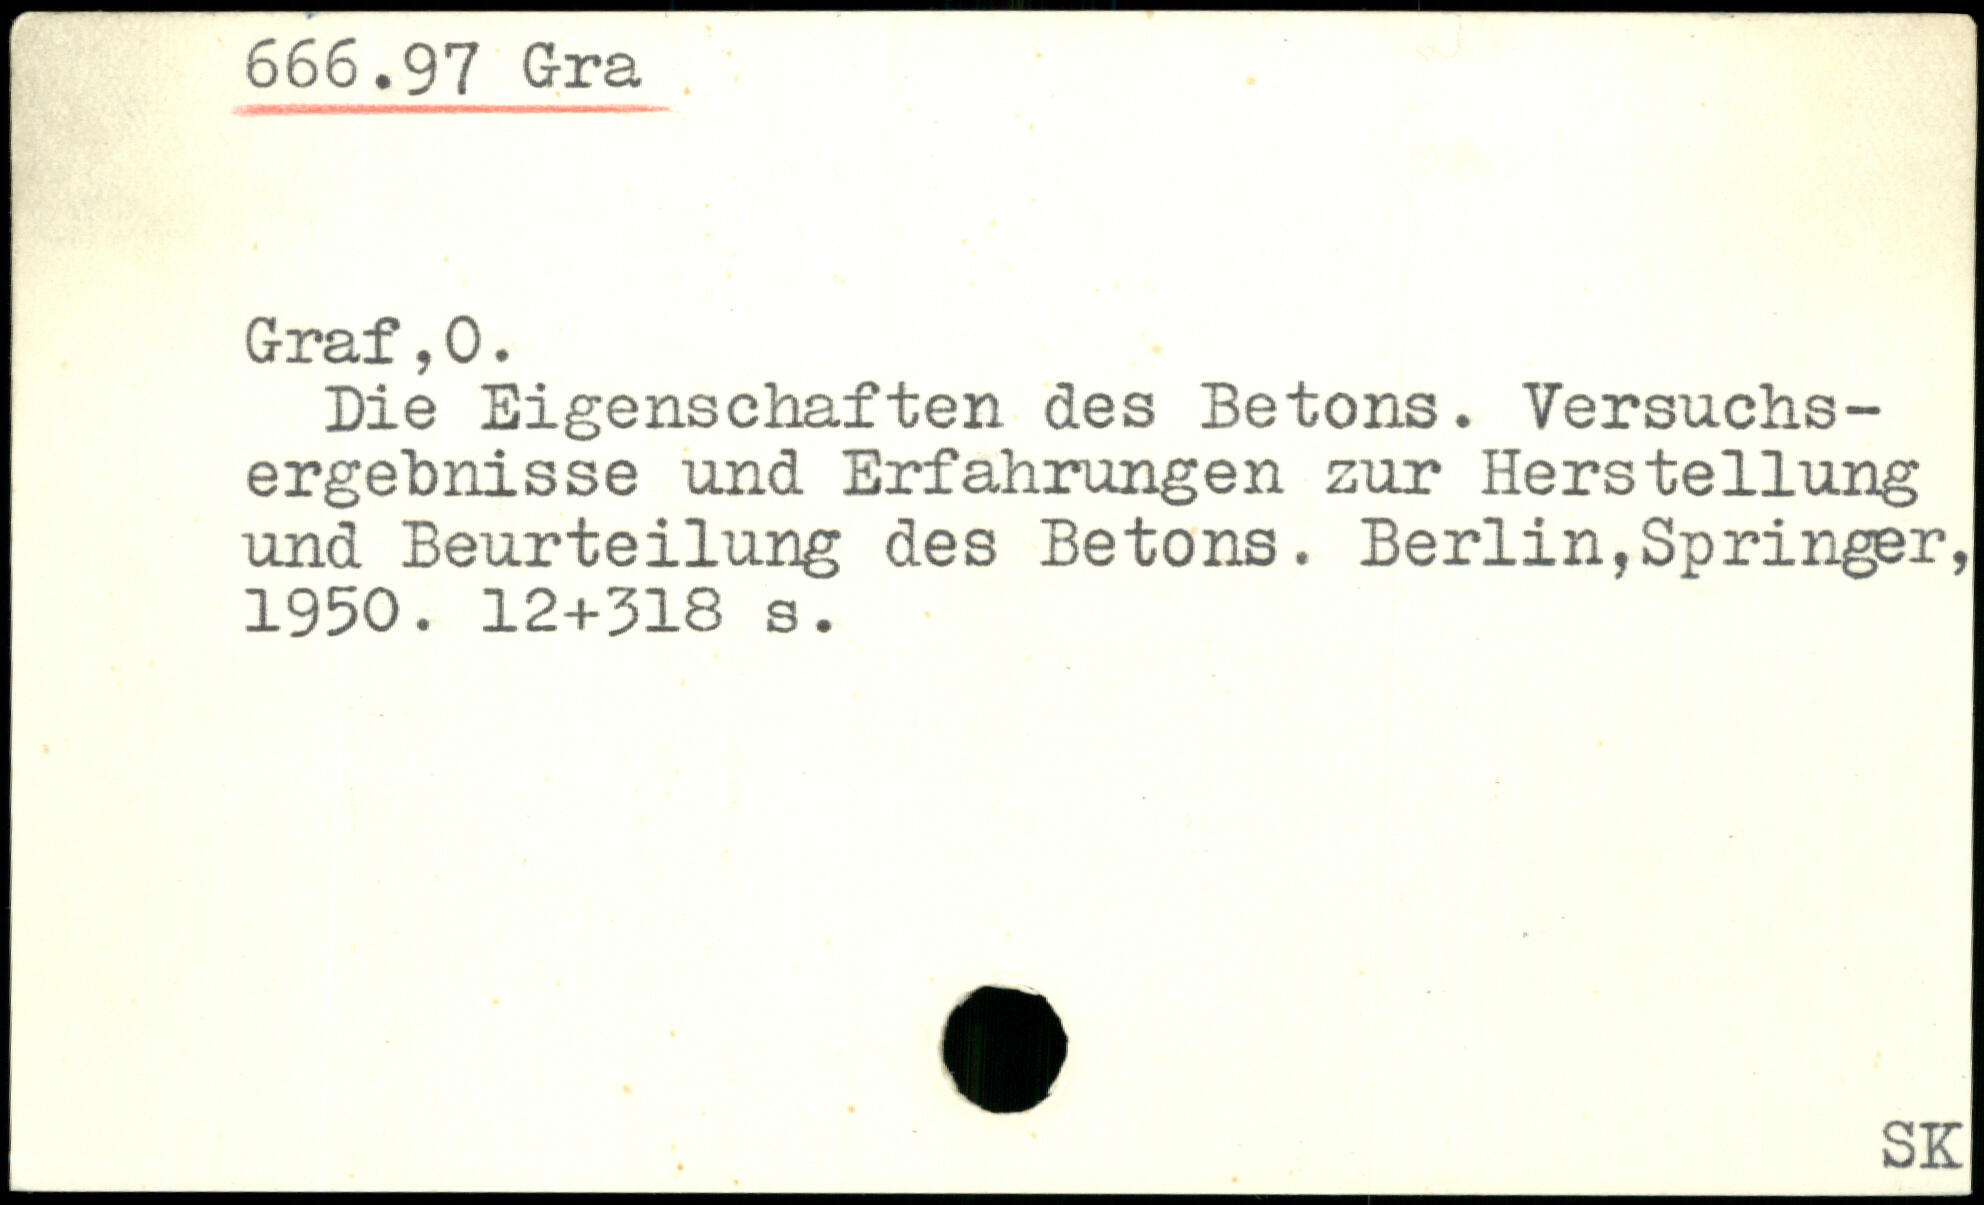 666.97 Gra
Graf,O.
Die Eigenschaften des Betons. Versuchs-
ergebnisse und Erfahrungen zur Herstellung
und Beurteilung des Betons. Berlin,Springer,
1950. 12+318 s.
SK